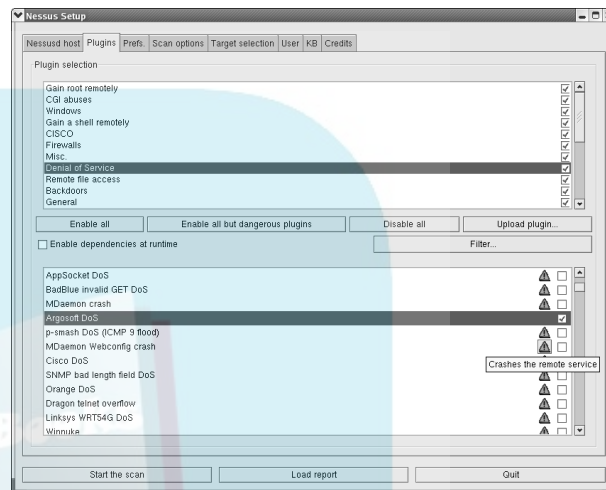 Nessus Setup
Nessusd host Plugins Prefs. Scan options Target selection User KB Credits
Plugin selection
Gain root remotely
CGI abuses
Windows
Gain a shell remotely
CISCO
Firewalls
Misc.
Denial of Service
Remote file access
Backdoors
General
Enable all Enable all but dangerous plugins Disable all Upload plugin...
Enable dependencies at runtime Filter...
AppSocket DoS
BadBlue invalid GET DoS
MDaemon crash
Argosoft DoS
p-smash DoS (ICMP 9 flood)
MDaemon Webconfig crash
Cisco DoS
Crashes the remote service
SNMP bad length field DoS
Orange DoS
Dragon telnet overflow
Linksys WRT54G DoS
Winnuke
Start the scan Load report Quit